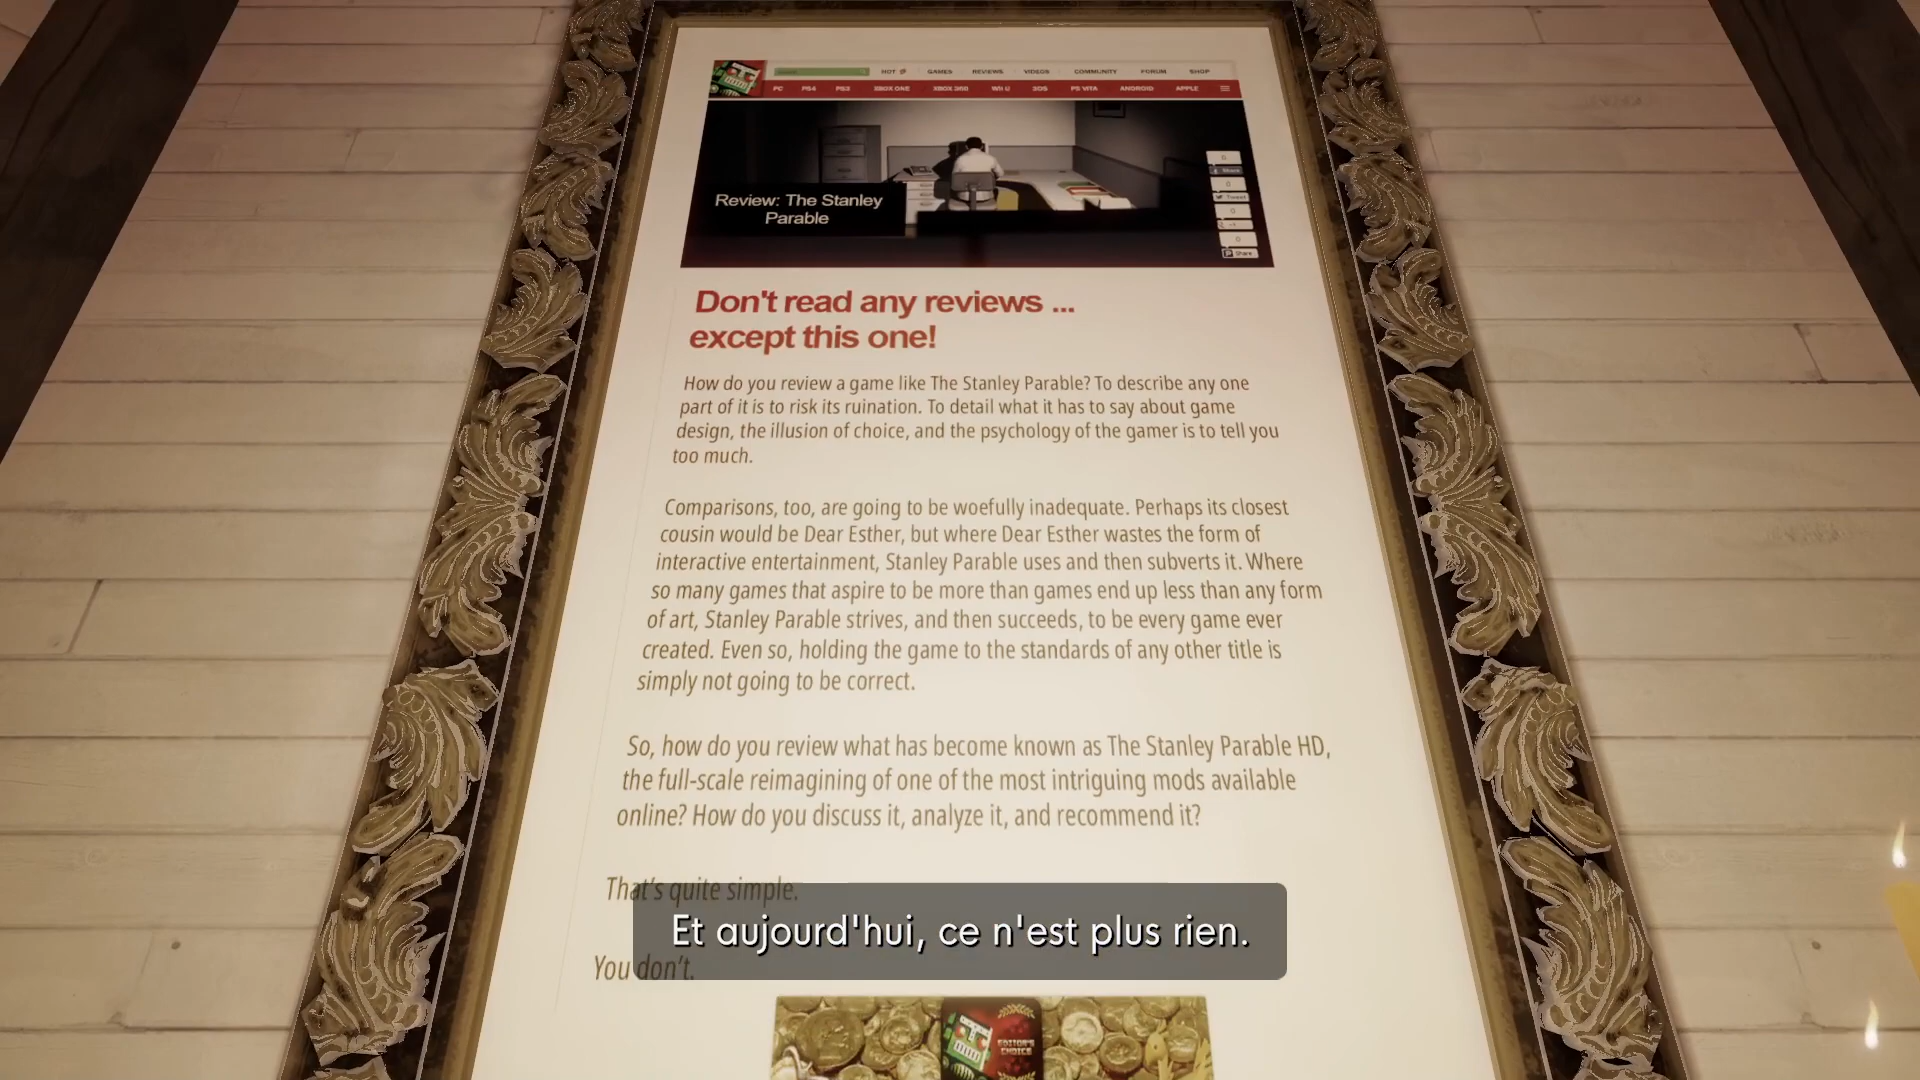 HOT
GAMES
REVIEWS
VIDEOS
COMMUNITY
FORUM
SHOP
PC
PS4
PS3
XBOX ONE
XBOX 360
WII U
3DS
PS VITA
ANDROID
APPLE
Review: The Stanley
Parable
0
Share
0
Tweet
0
0
Share
Don't read any reviews ...
except this one!
How do you review a game like The Stanley Parable? To describe any one
part of it is to risk its ruination. To detail what it has to say about game
design, the illusion of choice, and the psychology of the gamer is to tell you
too much.
Comparisons, too, are going to be woefully inadequate. Perhaps its closest
cousin would be Dear Esther, but where Dear Esther wastes the form of
interactive entertainment, Stanley Parable uses and then subverts it. Where
so many games that aspire to be more than games end up less than any form
of art, Stanley Parable strives, and then succeeds, to be every game ever
created. Even so, holding the game to the standards of any other title is
simply not going to be correct.
So, how do you review what has become known as The Stanley Parable HD,
the full-scale reimagining of one of the most intriguing mods available
online? How do you discuss it, analyze it, and recommend it?
That's quite simple.
Et aujourd'hui, ce n'est plus rien.
You don't.
EDITOR'S
CHOICE